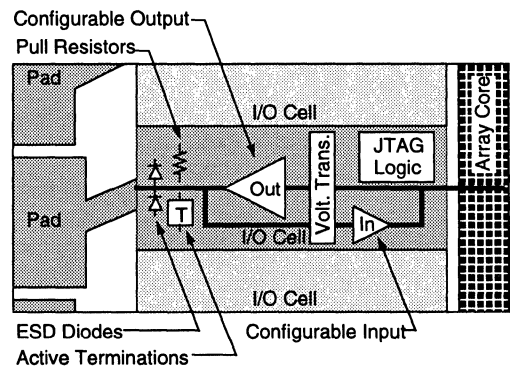 Configurable Output
Pull Resistors
Pad
I/O Cell
Array Core
JTAG
Logic
Volt. Trans.
Out
Pad
T
In
I/O Cell
I/O Cell
ESD Diodes
Configurable Input
Active Terminations